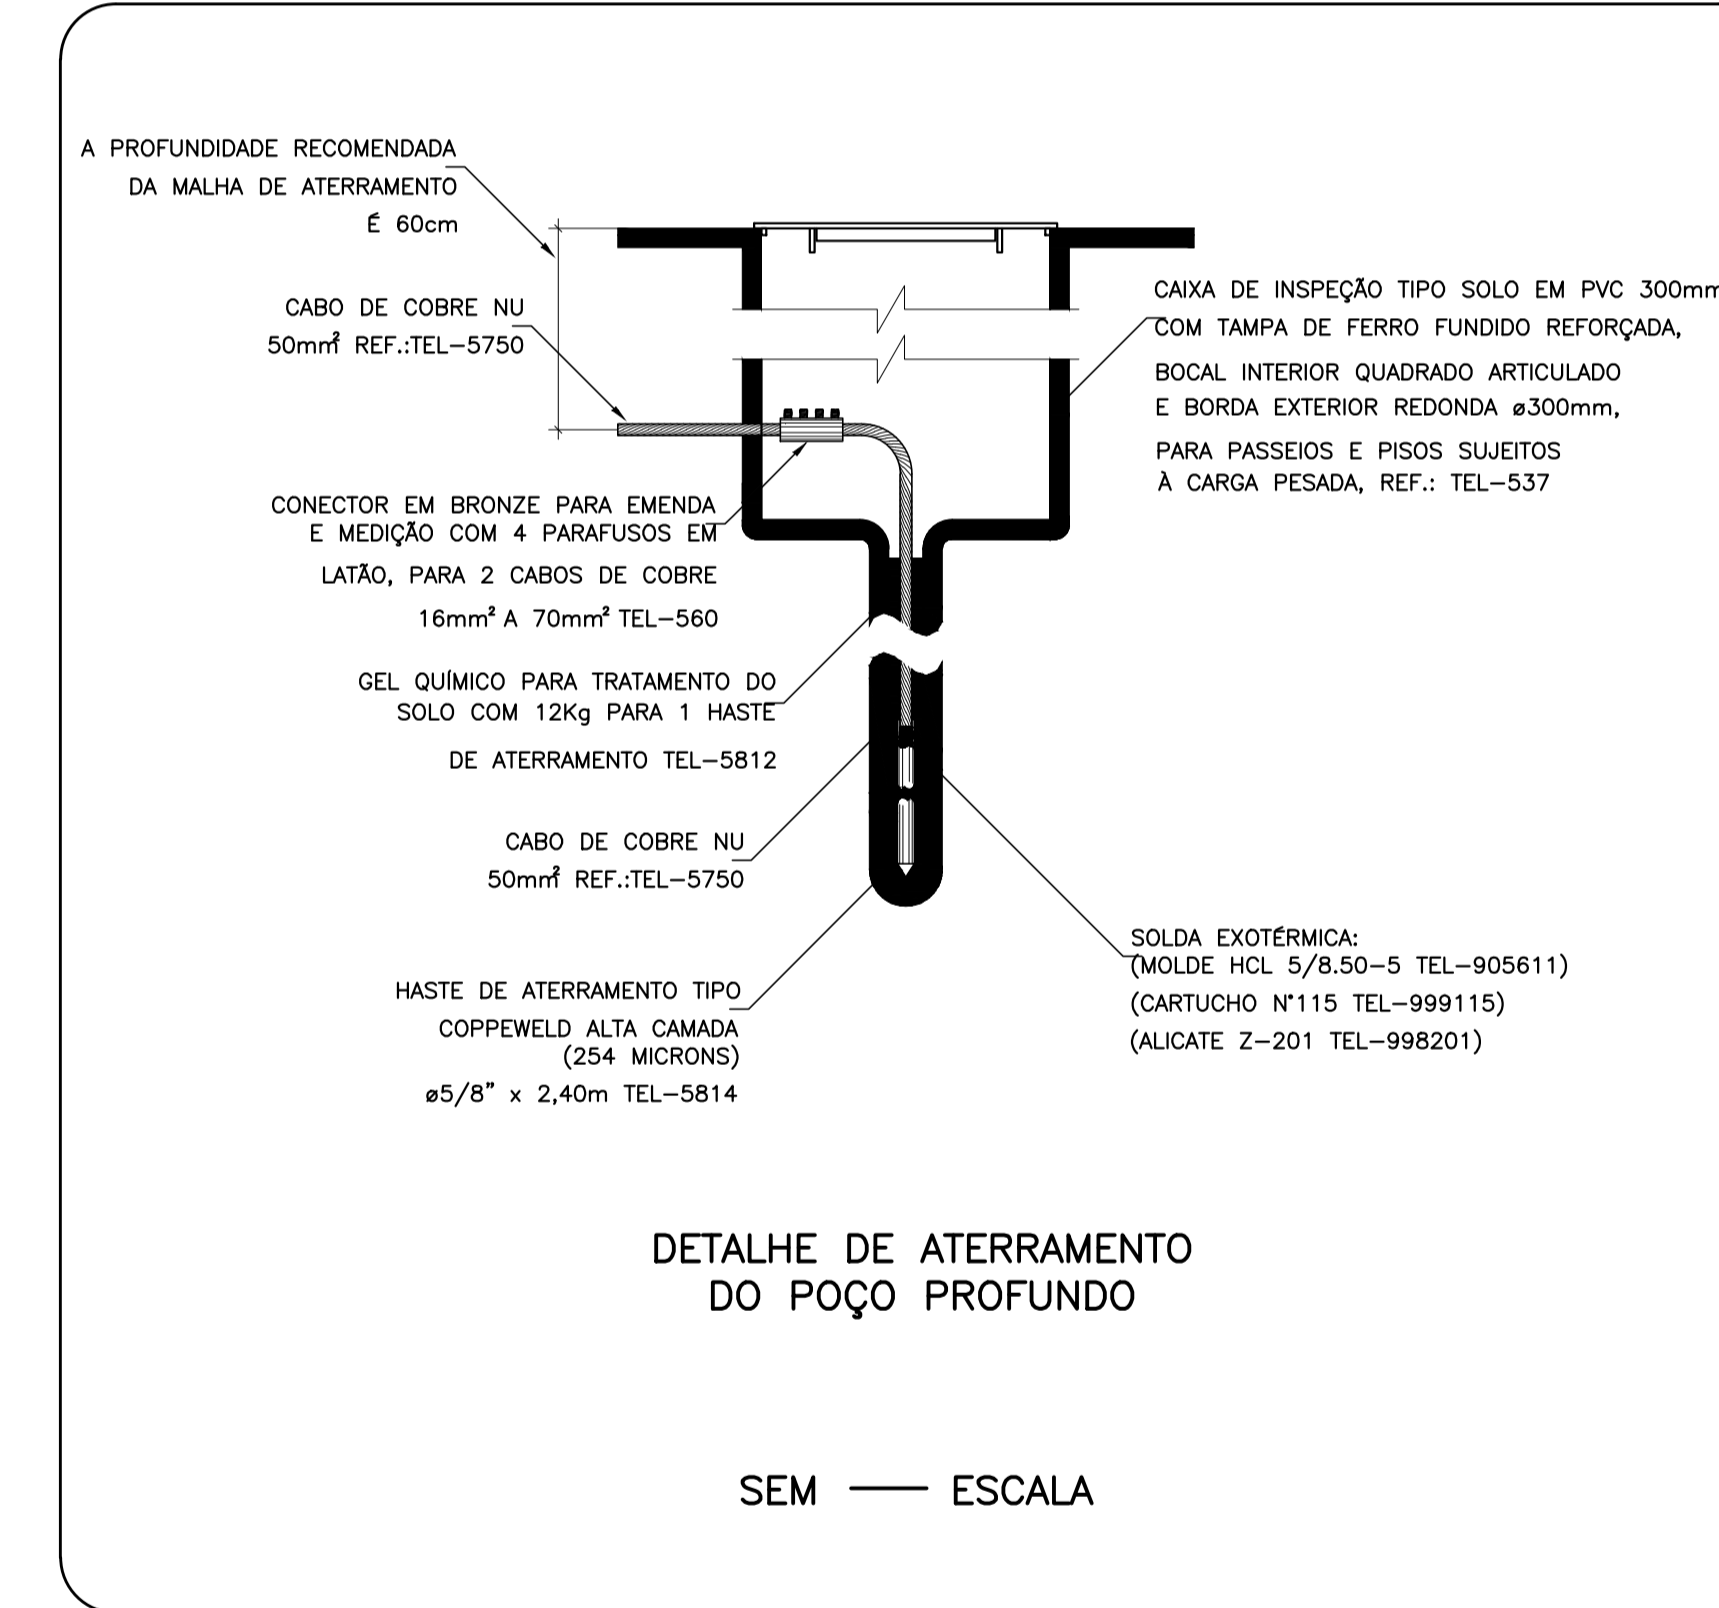 A PROFUNDIDADE RECOMENDADA
DA MALHA DE ATERRAMENTO
É 60cm
CABO DE COBRE NU
50mm² REF.:TEL-5750
CAIXA DE INSPEÇÃO TIPO SOLO EM PVC 300mm
COM TAMPA DE FERRO FUNDIDO REFORÇADA,
BOCAL INTERIOR QUADRADO ARTICULADO
E BORDA EXTERIOR REDONDA ø300mm,
PARA PASSEIOS E PISOS SUJEITOS
À CARGA PESADA, REF.: TEL-537
CONECTOR EM BRONZE PARA EMENDA
E MEDIÇÃO COM 4 PARAFUSOS EM
LATÃO, PARA 2 CABOS DE COBRE
16mm² A 70mm² TEL-560
GEL QUÍMICO PARA TRATAMENTO DO
SOLO COM 12Kg PARA 1 HASTE
DE ATERRAMENTO TEL-5812
CABO DE COBRE NU
50mm² REF.:TEL-5750
HASTE DE ATERRAMENTO TIPO
COPPEWELD ALTA CAMADA
(254 MICRONS)
ø5/8" x 2,40m TEL-5814
SOLDA EXOTÉRMICA:
(MOLDE HCL 5/8.50-5 TEL-905611)
(CARTUCHO N°115 TEL-999115)
(ALICATE Z-201 TEL-998201)
DETALHE DE ATERRAMENTO
DO POÇO PROFUNDO
SEM — ESCALA